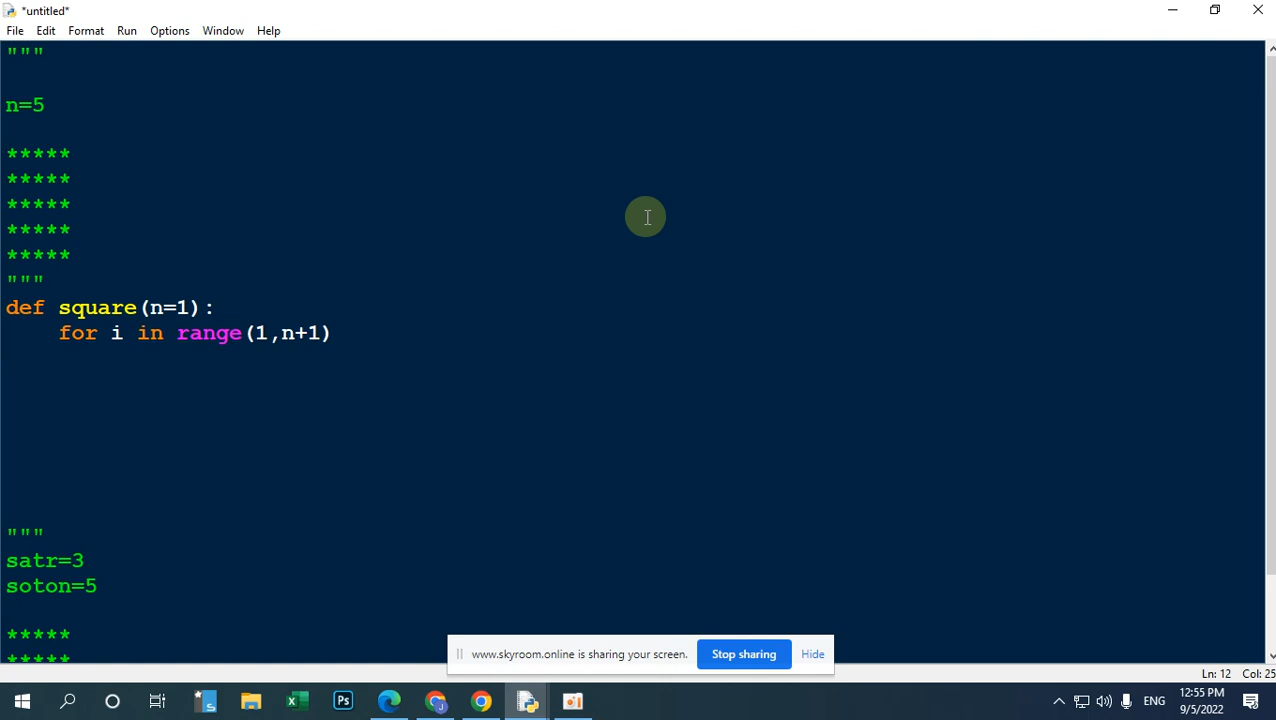 *untitled*
File Edit Format Run Options Window Help
"""
n=5
*****
*****
*****
*****
*****
"""
def square(n=1):
    for i in range(1,n+1)
"""
satr=3
soton=5
*****
*****
www.skyroom.online is sharing your screen. Stop sharing Hide
Ln: 12 Col: 25
Ps
ENG
12:55 PM
9/5/2022